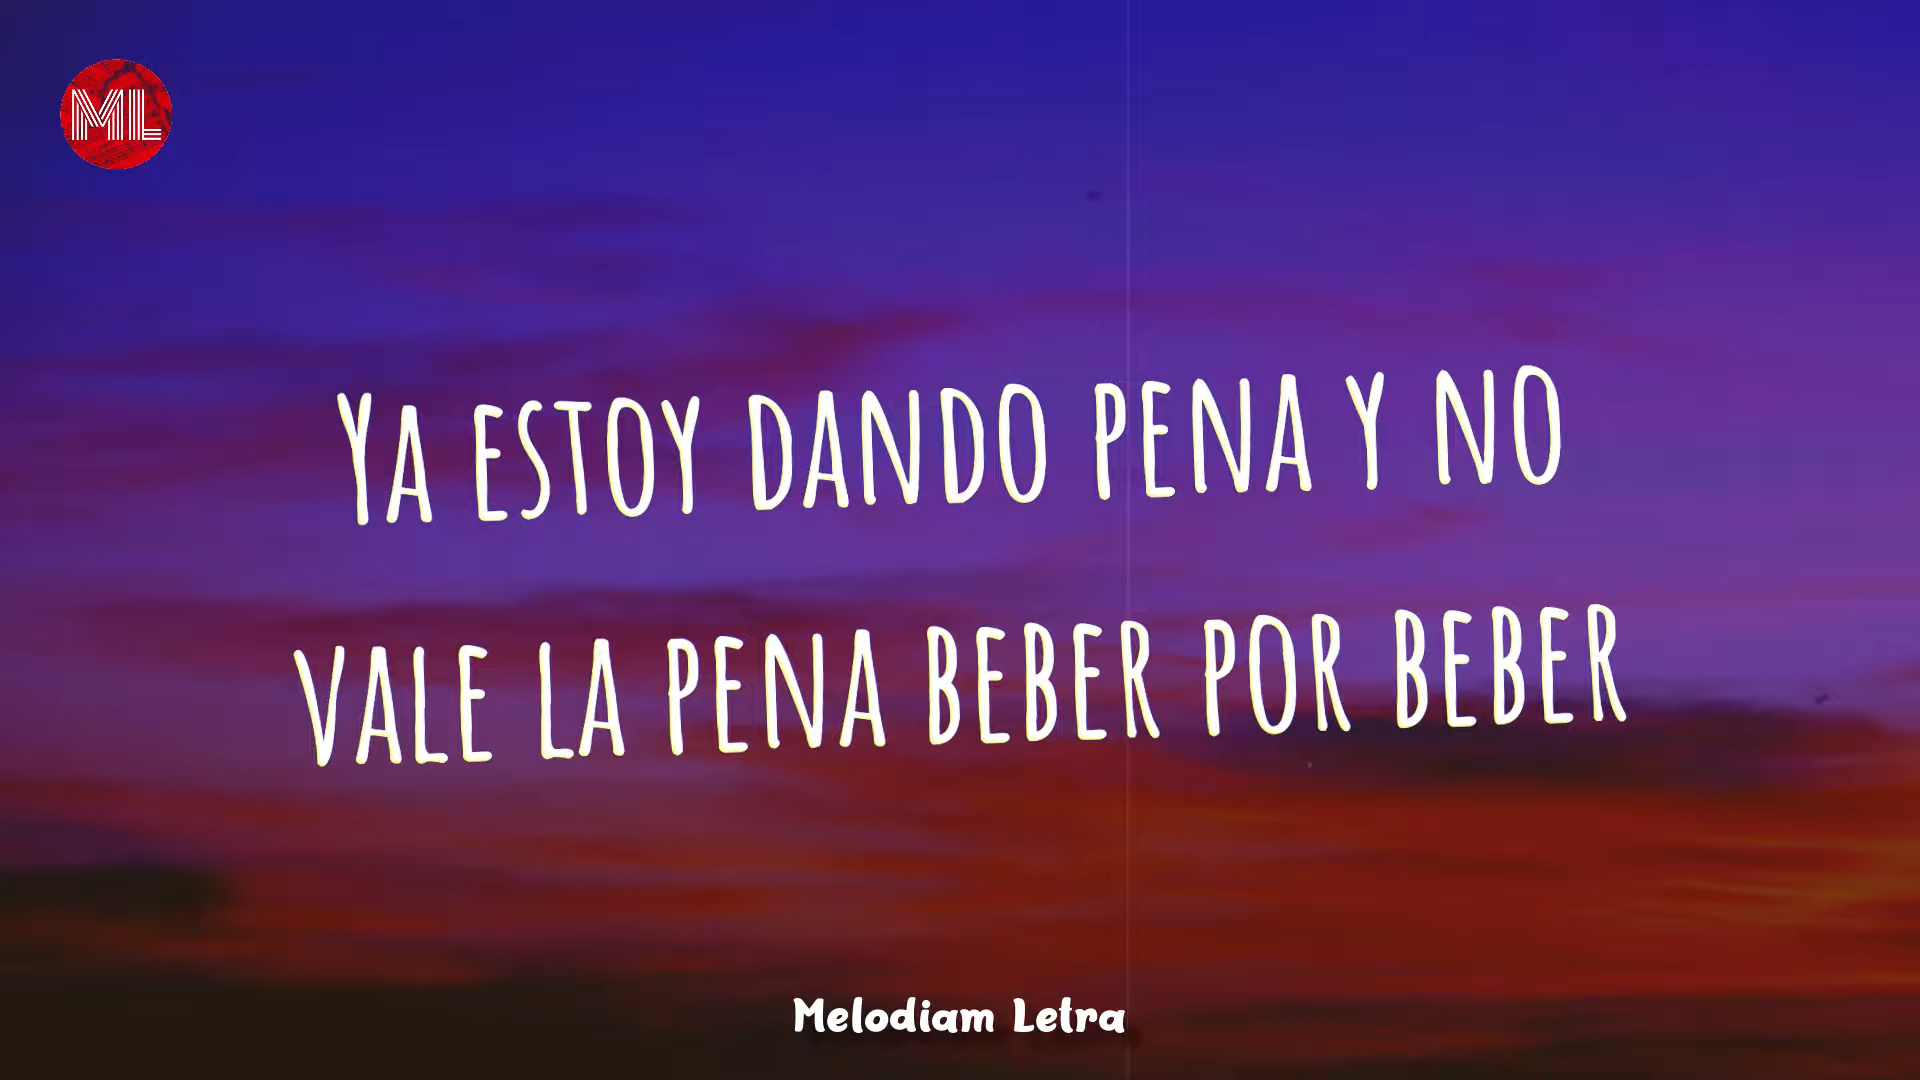 ML
YA ESTOY DANDO PENA Y NO
VALE LA PENA BEBER POR BEBER
Melodiam Letra